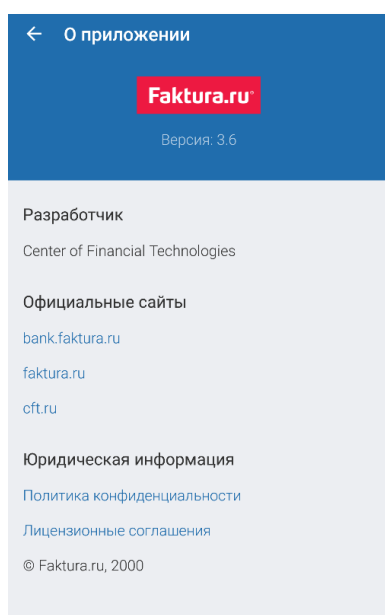 О приложении
Faktura.ru
Версия: 3.6
Разработчик
Center of Financial Technologies
Официальные сайты
bank.faktura.ru
faktura.ru
cft.ru
Юридическая информация
Политика конфиденциальности
Лицензионные соглашения
© Faktura.ru, 2000